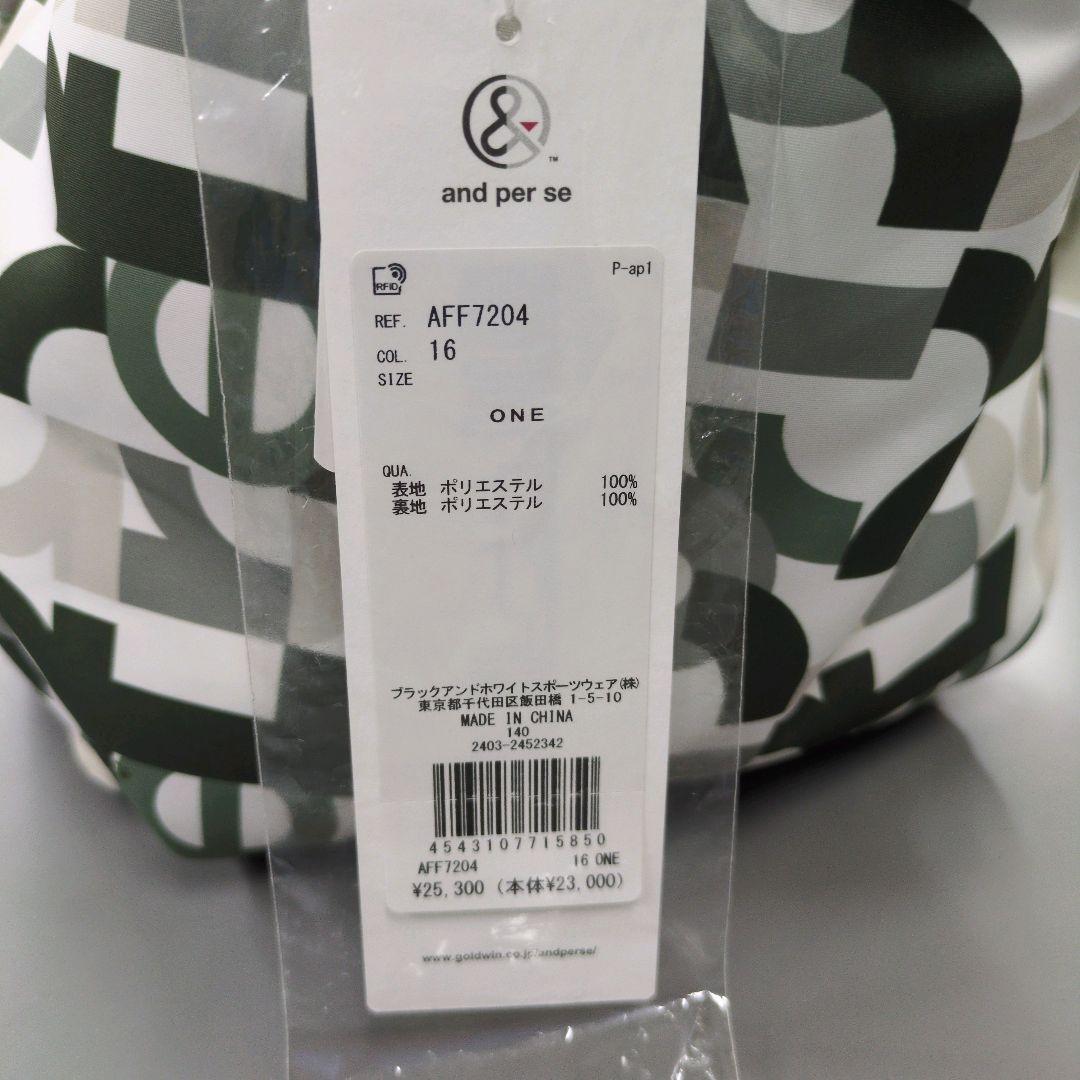 &
™
and per se
RFID
P-ap1
REF. AFF7204
COL. 16
SIZE
ONE
QUA.
表地 ポリエステル 100%
裏地 ポリエステル 100%
ブラックアンドホワイトスポーツウェア(株)
東京都千代田区飯田橋 1-5-10
MADE IN CHINA
140
2403-2452342
4543107715850
AFF7204 16 ONE
¥25,300 (本体¥23,000)
www.goldwin.co.jp/andperse/